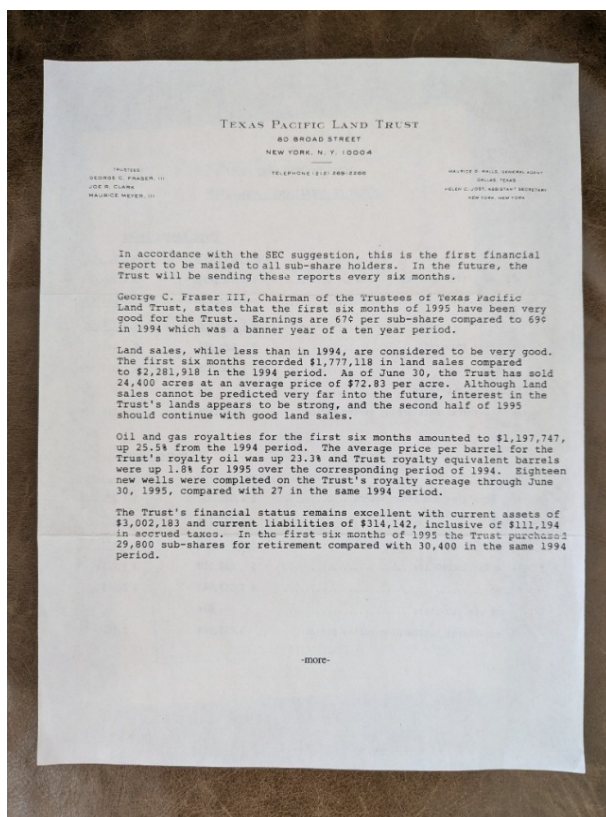 TEXAS PACIFIC LAND TRUST
80 BROAD STREET
NEW YORK, N. Y. 10004
TRUSTEES
GEORGE C. FRASER, III
JOE R. CLARK
MAURICE MEYER, III
TELEPHONE (212) 269-2266
GENERAL AGENT
DALLAS, TEXAS
HELEN C. JOST, ASSISTANT SECRETARY
NEW YORK, NEW YORK
In accordance with the SEC suggestion, this is the first financial
report to be mailed to all sub-share holders. In the future, the
Trust will be sending these reports every six months.
George C. Fraser III, Chairman of the Trustees of Texas Pacific
Land Trust, states that the first six months of 1995 have been very
good for the Trust. Earnings are 67¢ per sub-share compared to 69¢
in 1994 which was a banner year of a ten year period.
Land sales, while less than in 1994, are considered to be very good.
The first six months recorded $1,777,118 in land sales compared
to $2,281,918 in the 1994 period. As of June 30, the Trust has sold
24,400 acres at an average price of $72.83 per acre. Although land
sales cannot be predicted very far into the future, interest in the
Trust's lands appears to be strong, and the second half of 1995
should continue with good land sales.
Oil and gas royalties for the first six months amounted to $1,197,747,
up 25.5% from the 1994 period. The average price per barrel for the
Trust's royalty oil was up 23.3% and Trust royalty equivalent barrels
were up 1.8% for 1995 over the corresponding period of 1994. Eighteen
new wells were completed on the Trust's royalty acreage through June
30, 1995, compared with 27 in the same 1994 period.
The Trust's financial status remains excellent with current assets of
$3,002,183 and current liabilities of $314,142, inclusive of $111,194
in accrued taxes. In the first six months of 1995 the Trust purchased
29,800 sub-shares for retirement compared with 30,400 in the same 1994
period.
-more-